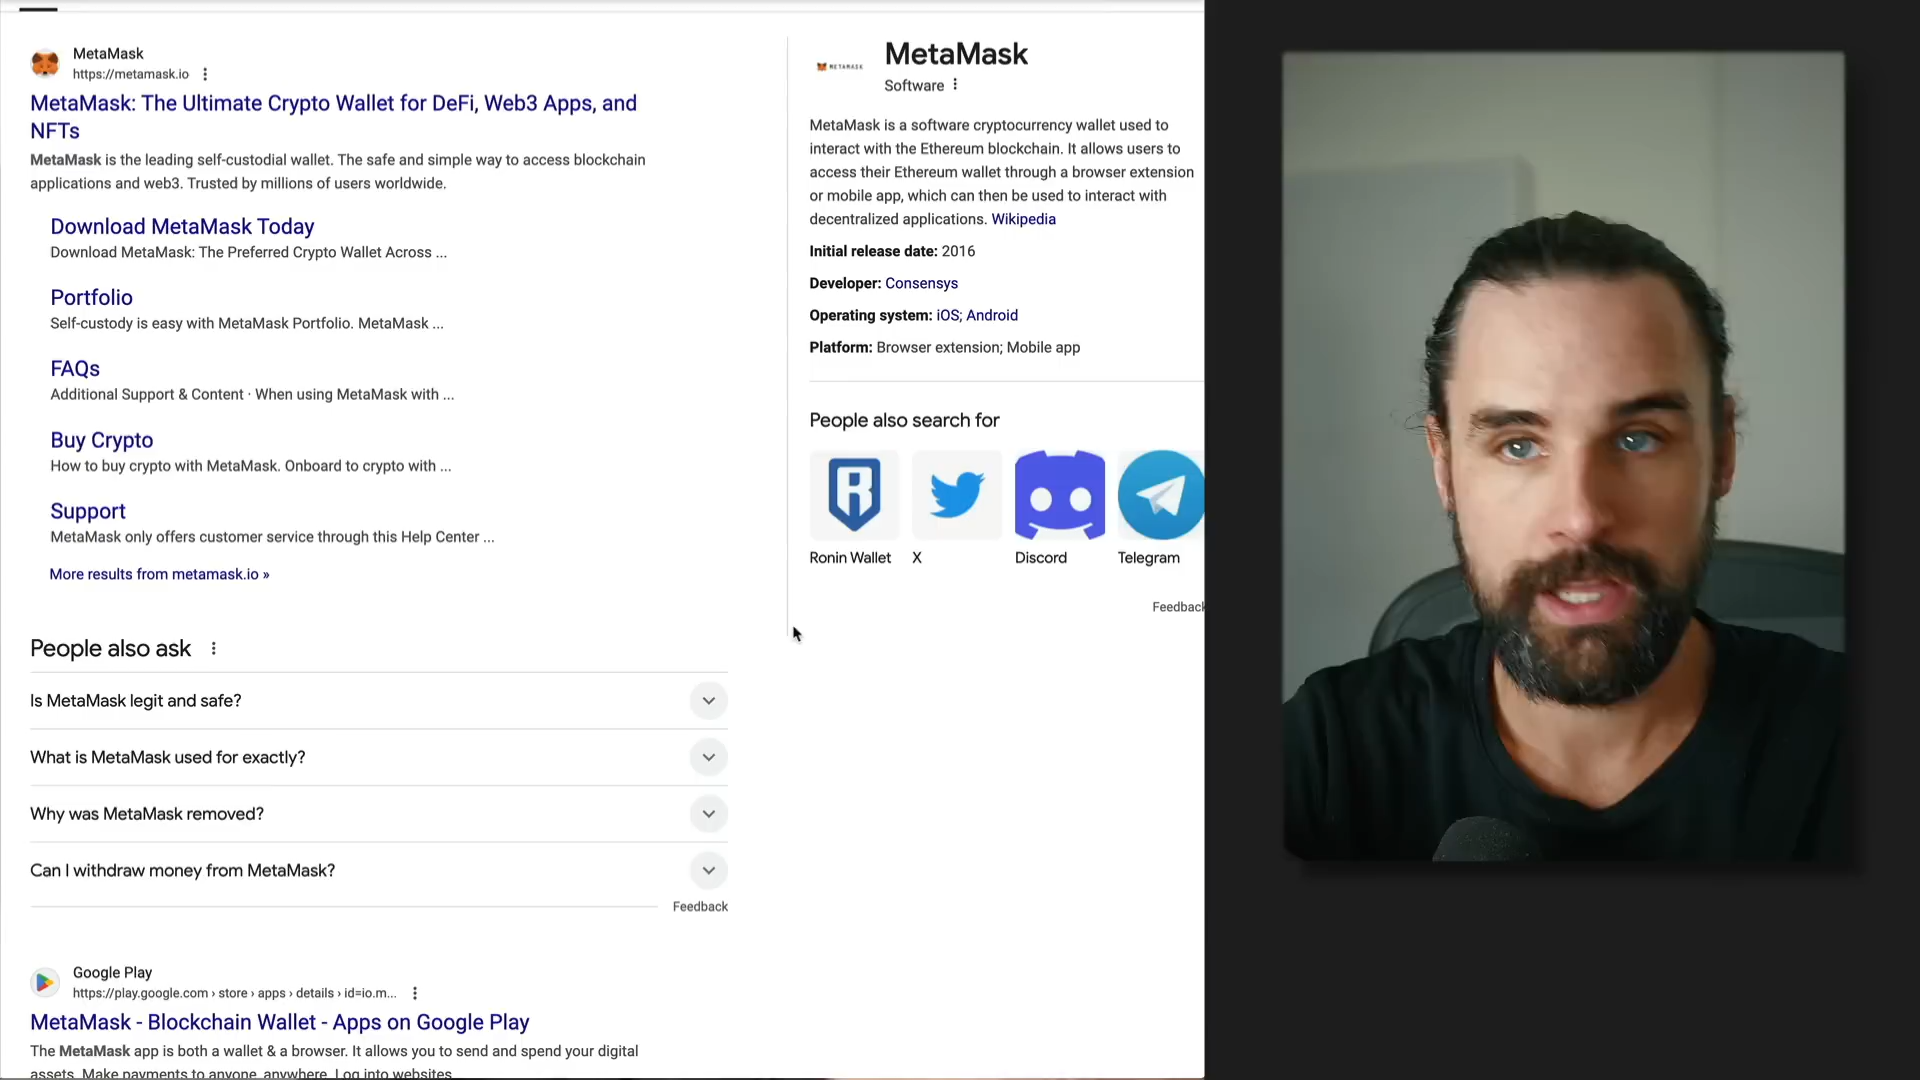 MetaMask
https://metamask.io
MetaMask: The Ultimate Crypto Wallet for DeFi, Web3 Apps, and
NFTs
MetaMask is the leading self-custodial wallet. The safe and simple way to access blockchain
applications and web3. Trusted by millions of users worldwide.
Download MetaMask Today
Download MetaMask: The Preferred Crypto Wallet Across ...
Portfolio
Self-custody is easy with MetaMask Portfolio. MetaMask ...
FAQs
Additional Support & Content · When using MetaMask with ...
Buy Crypto
How to buy crypto with MetaMask. Onboard to crypto with ...
Support
MetaMask only offers customer service through this Help Center ...
More results from metamask.io »
People also ask
Is MetaMask legit and safe?
What is MetaMask used for exactly?
Why was MetaMask removed?
Can I withdraw money from MetaMask?
Feedback
Google Play
https://play.google.com › store › apps › details › id=io.m...
MetaMask - Blockchain Wallet - Apps on Google Play
The MetaMask app is both a wallet & a browser. It allows you to send and spend your digital
assets. Make payments to anyone, anywhere. Log into websites
METAMASK
MetaMask
Software
MetaMask is a software cryptocurrency wallet used to
interact with the Ethereum blockchain. It allows users to
access their Ethereum wallet through a browser extension
or mobile app, which can then be used to interact with
decentralized applications. Wikipedia
Initial release date: 2016
Developer: Consensys
Operating system: iOS; Android
Platform: Browser extension; Mobile app
People also search for
Ronin Wallet
X
Discord
Telegram
Feedback